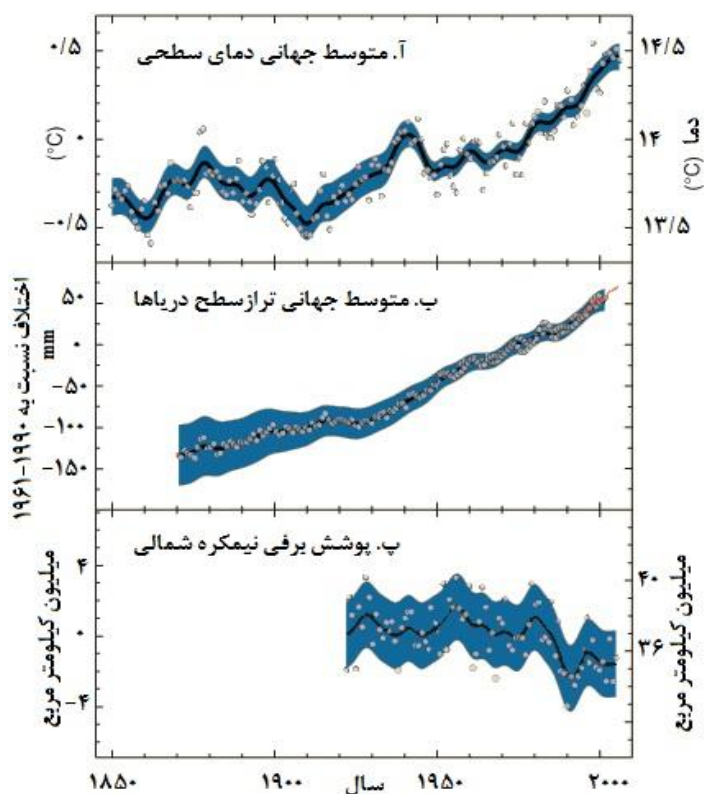 آ. متوسط جهانی دمای سطحی
۰/۵
۰
-۰/۵
(°C)
۱۴/۵
۱۴
۱۳/۵
دما (°C)
ب. متوسط جهانی ترازسطح دریاها
۵۰
۰
-۵۰
-۱۰۰
-۱۵۰
اختلاف نسبت به ۱۹۹۰-۱۹۶۱
mm
پ. پوشش برفی نیمکره شمالی
۴
۰
-۴
میلیون کیلومتر مربع
۴۰
۳۶
میلیون کیلومتر مربع
۱۸۵۰ ۱۹۰۰ سال ۱۹۵۰ ۲۰۰۰